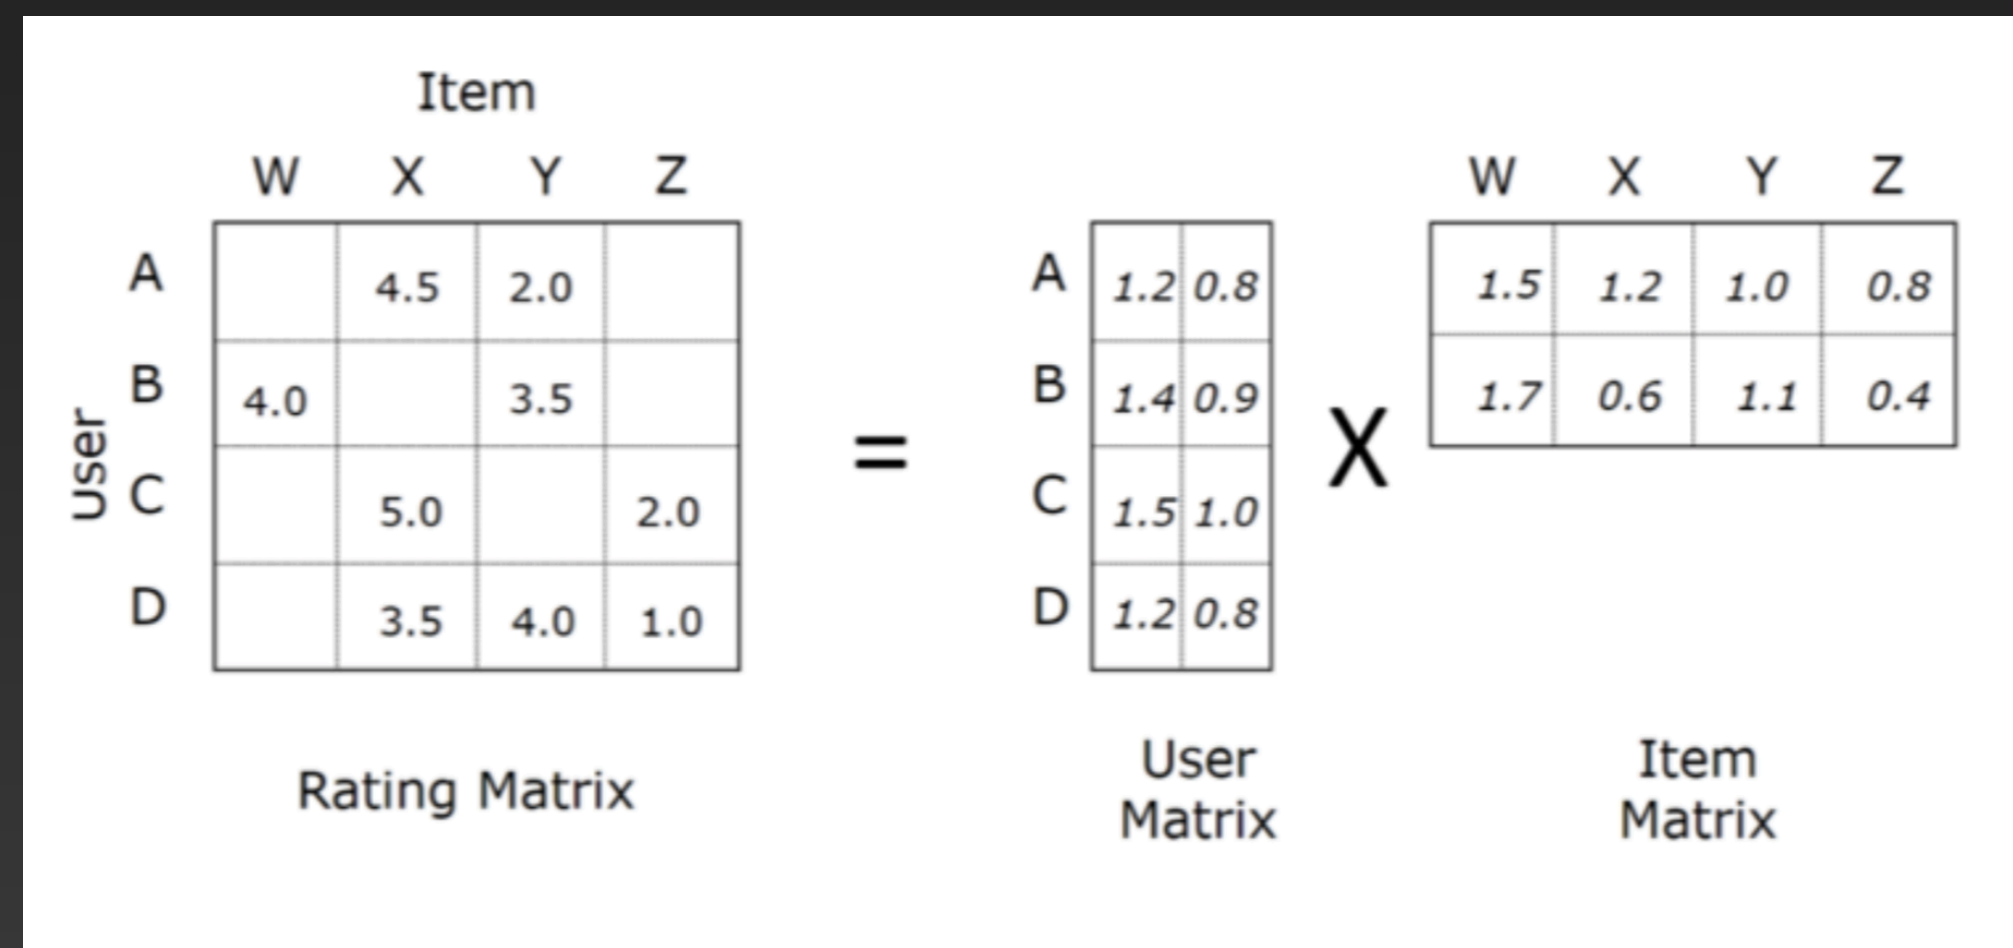 Item
W X Y Z
A 4.5 2.0
B 4.0 3.5
C 5.0 2.0
D 3.5 4.0 1.0
User
Rating Matrix
=
A 1.2 0.8
B 1.4 0.9
C 1.5 1.0
D 1.2 0.8
User
Matrix
X
W X Y Z
1.5 1.2 1.0 0.8
1.7 0.6 1.1 0.4
Item
Matrix